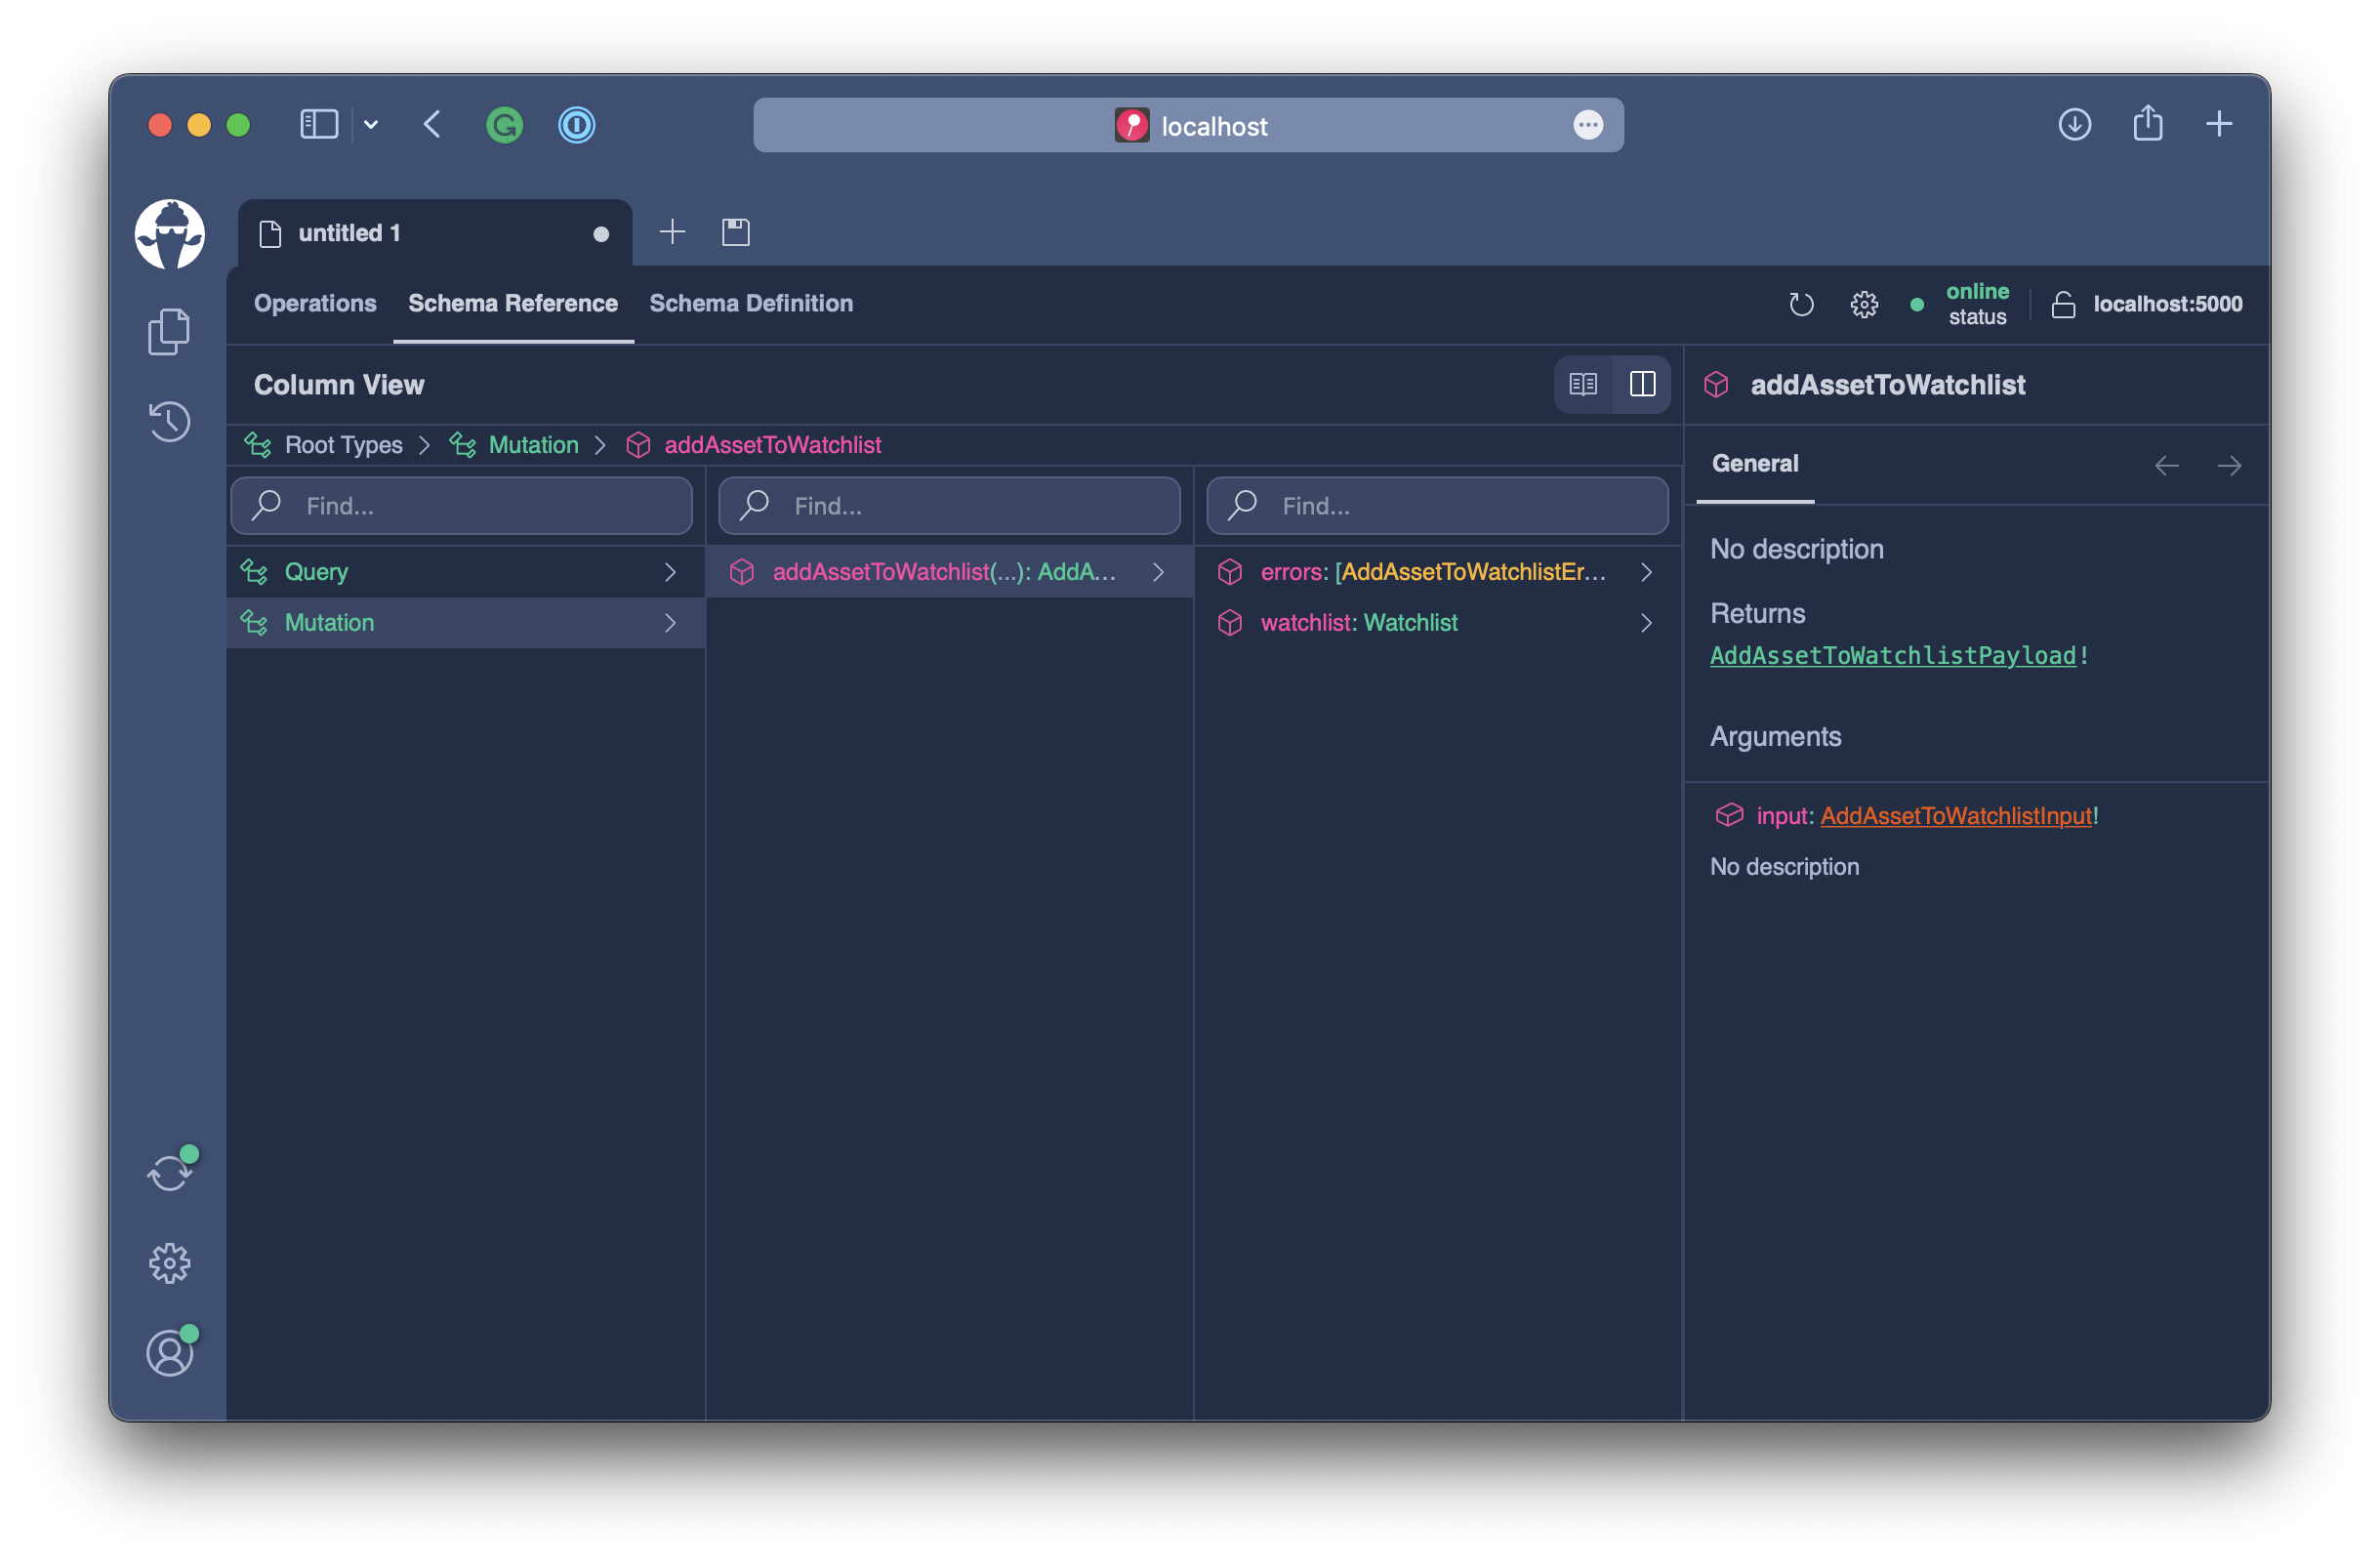 localhost
untitled 1
Operations Schema Reference Schema Definition
online
status
localhost:5000
Column View
addAssetToWatchlist
Root Types > Mutation > addAssetToWatchlist
General
Find... Find... Find...
Query
addAssetToWatchlist(...): AddA...
errors: [AddAssetToWatchlistEr...
Mutation
watchlist: Watchlist
No description
Returns
AddAssetToWatchlistPayload!
Arguments
input: AddAssetToWatchlistInput!
No description